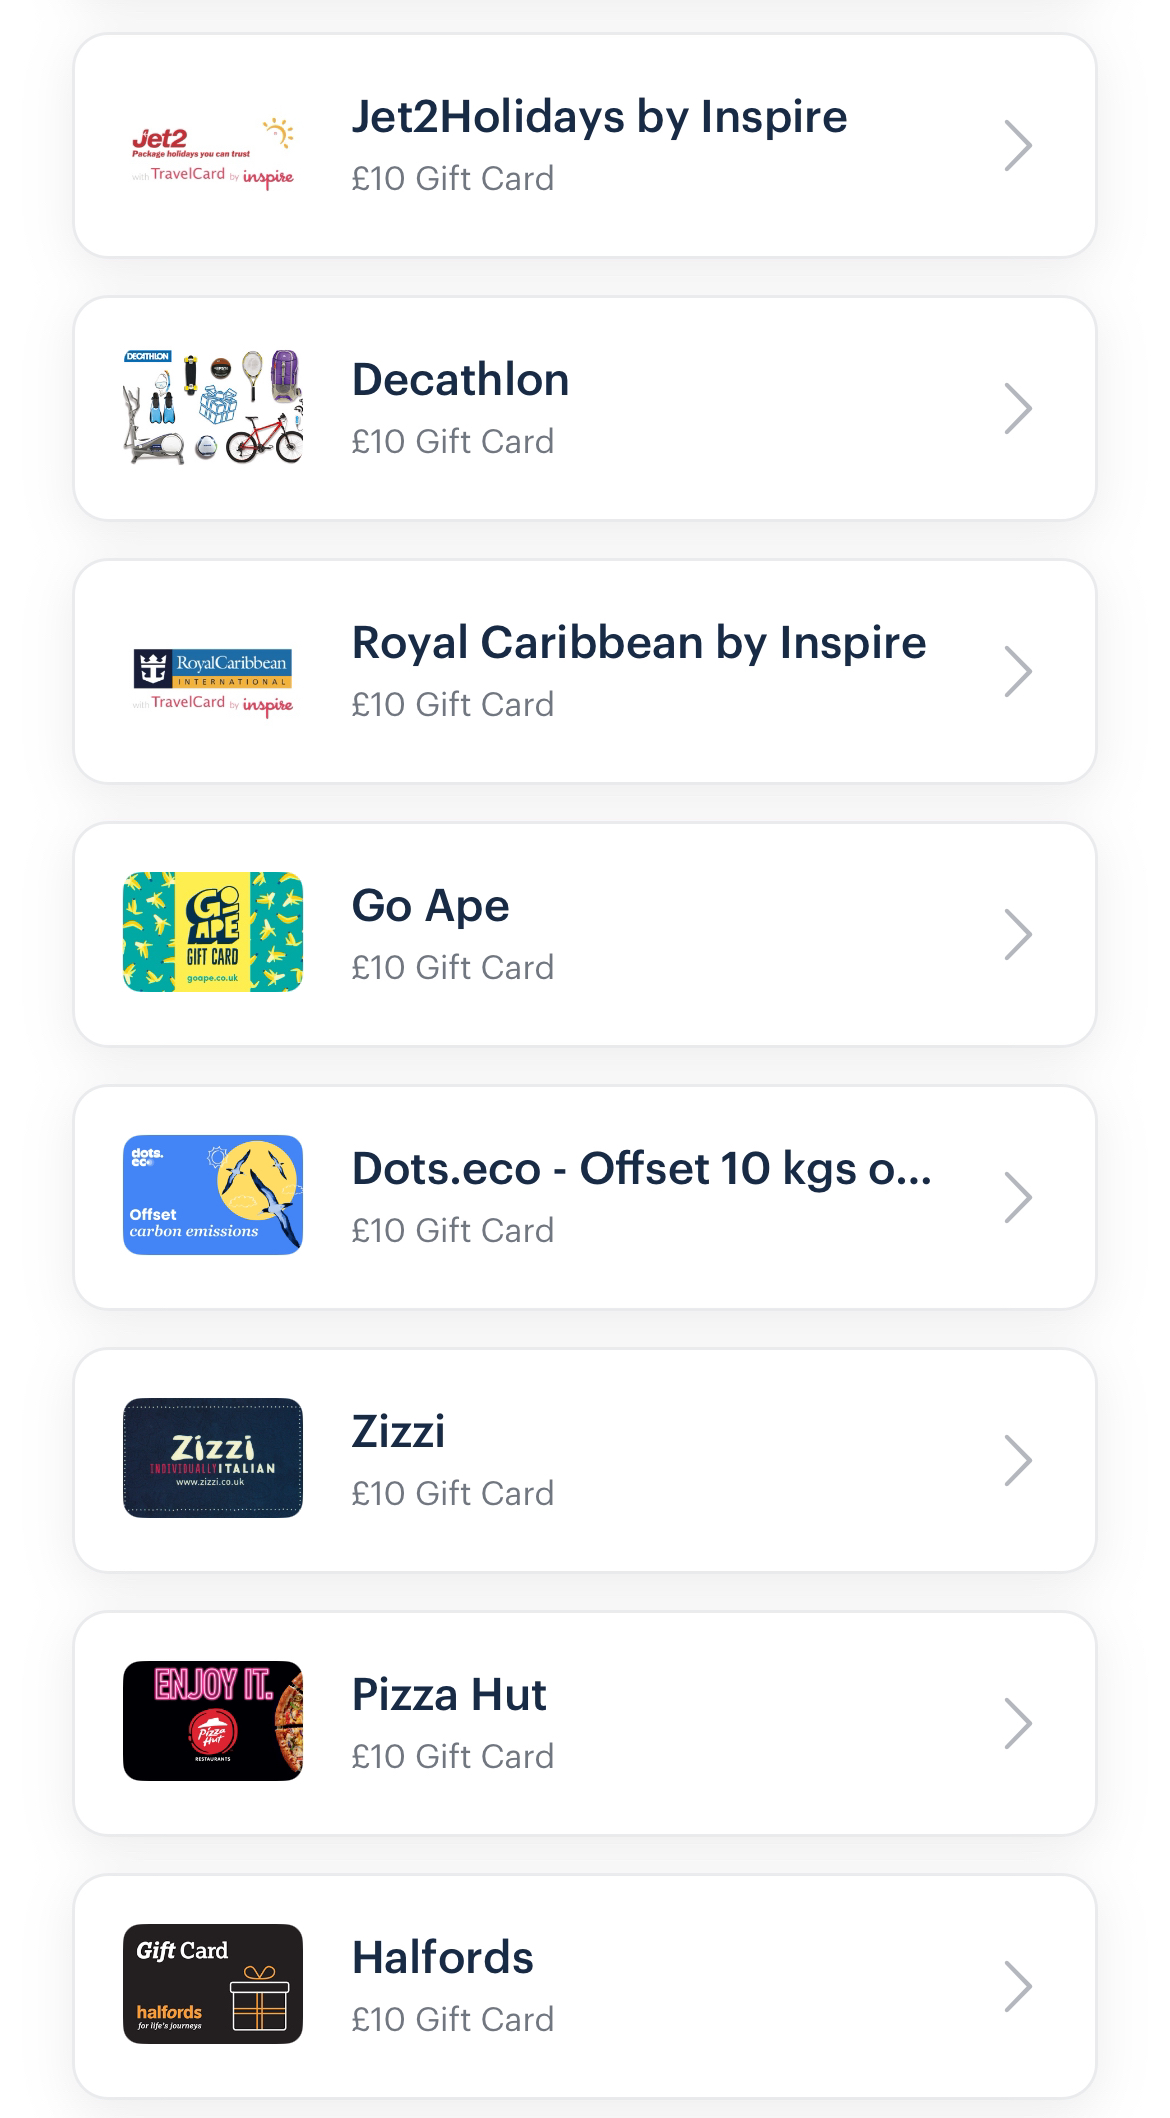 Jet2
Package holidays you can trust
with TravelCard by inspire
Jet2Holidays by Inspire
£10 Gift Card
DECATHLON
Decathlon
£10 Gift Card
RoyalCaribbean
INTERNATIONAL
with TravelCard by inspire
Royal Caribbean by Inspire
£10 Gift Card
GO
APE
GIFT CARD
goape.co.uk
Go Ape
£10 Gift Card
dots.
eco
Offset
carbon emissions
Dots.eco - Offset 10 kgs o...
£10 Gift Card
Zizzi
INDIVIDUALLY ITALIAN
www.zizzi.co.uk
Zizzi
£10 Gift Card
ENJOY IT.
Pizza
Hut
RESTAURANTS
Pizza Hut
£10 Gift Card
Gift Card
halfords
for life's journeys
Halfords
£10 Gift Card